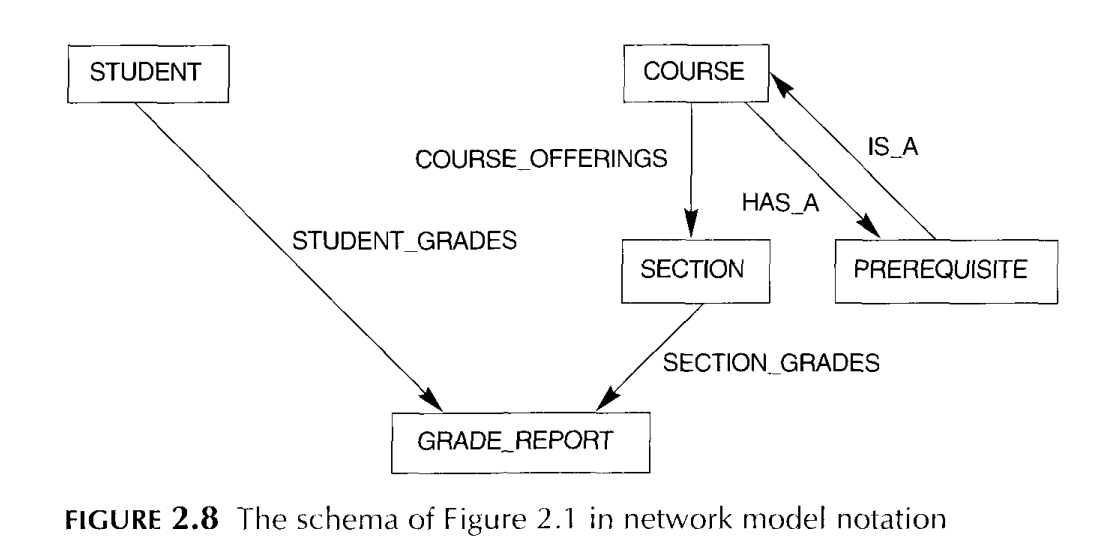 STUDENT
COURSE
COURSE_OFFERINGS
IS_A
HAS_A
STUDENT_GRADES
SECTION
PREREQUISITE
SECTION_GRADES
GRADE_REPORT
FIGURE 2.8 The schema of Figure 2.1 in network model notation